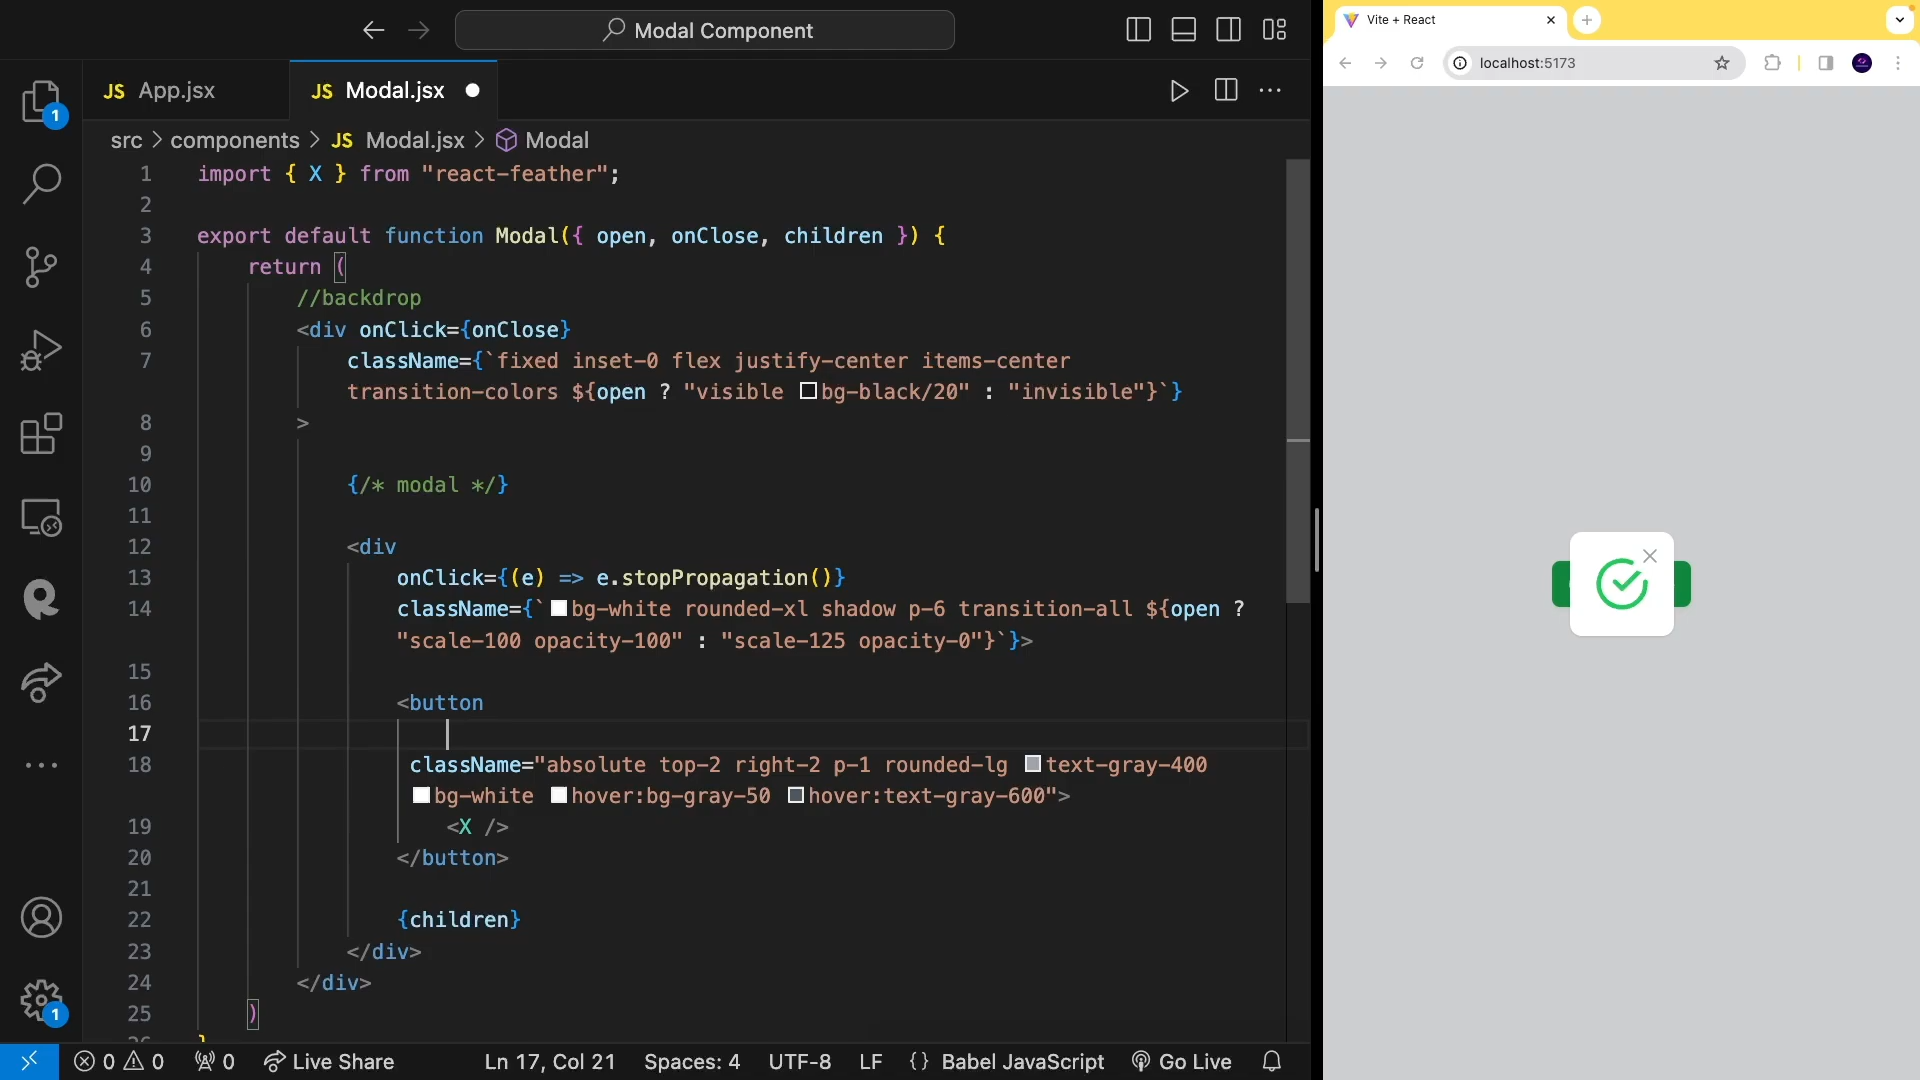 Modal Component
JS App.jsx
JS Modal.jsx
src > components > JS Modal.jsx > Modal
1 import { X } from "react-feather";
2
3 export default function Modal({ open, onClose, children }) {
4 return (
5 //backdrop
6 <div onClick={onClose}
7 className={`fixed inset-0 flex justify-center items-center
transition-colors ${open ? "visible bg-black/20" : "invisible"}`}
8 >
9
10 {/* modal */}
11
12 <div
13 onClick={(e) => e.stopPropagation()}
14 className={`bg-white rounded-xl shadow p-6 transition-all ${open ?
"scale-100 opacity-100" : "scale-125 opacity-0"}`}>
15
16 <button
17
18 className="absolute top-2 right-2 p-1 rounded-lg text-gray-400
bg-white hover:bg-gray-50 hover:text-gray-600">
19 <X />
20 </button>
21
22 {children}
23 </div>
24 </div>
25 )
26 }
1
1
0 0 0 Live Share Ln 17, Col 21 Spaces: 4 UTF-8 LF {} Babel JavaScript Go Live
Vite + React
localhost:5173